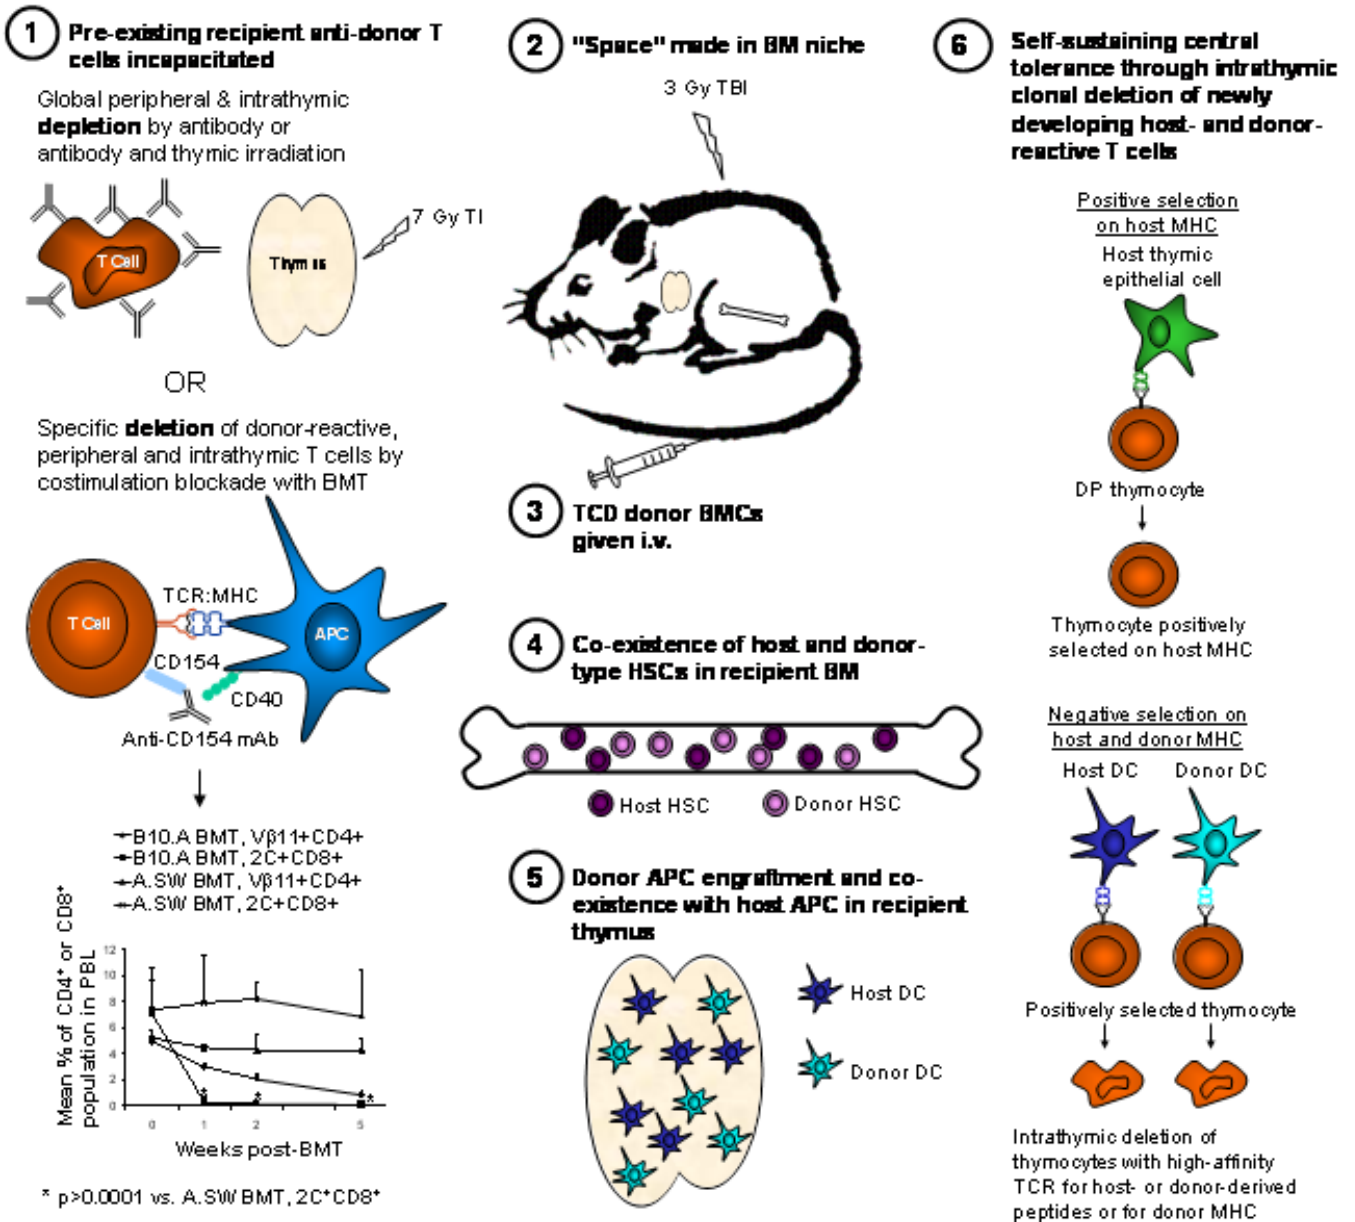 1 Pre-existing recipient anti-donor T
cells incapacitated
Global peripheral & intrathymic
depletion by antibody or
antibody and thymic irradiation
T Cell
Thymus
7 Gy TI
OR
Specific deletion of donor-reactive,
peripheral and intrathymic T cells by
costimulation blockade with BMT
T Cell
TCR:MHC
APC
CD154
CD40
Anti-CD154 mAb
B10.A BMT, Vβ11+CD4+
B10.A BMT, 2C+CD8+
A.SW BMT, Vβ11+CD4+
A.SW BMT, 2C+CD8+
Mean % of CD4⁺ or CD8⁺
population in PBL
12
10
8
6
4
2
0
0 1 2 5
* * *
Weeks post-BMT
* p>0.0001 vs. A.SW BMT, 2C⁺CD8⁺
2 "Space" made in BM niche
3 Gy TBI
3 TCD donor BMCs
given i.v.
4 Co-existence of host and donor-
type HSCs in recipient BM
Host HSC Donor HSC
5 Donor APC engraftment and co-
existence with host APC in recipient
thymus
Host DC
Donor DC
6 Self-sustaining central
tolerance through intrathymic
clonal deletion of newly
developing host- and donor-
reactive T cells
Positive selection
on host MHC
Host thymic
epithelial cell
DP thymocyte
Thymocyte positively
selected on host MHC
Negative selection on
host and donor MHC
Host DC Donor DC
Positively selected thymocyte
Intrathymic deletion of
thymocytes with high-affinity
TCR for host- or donor-derived
peptides or for donor MHC